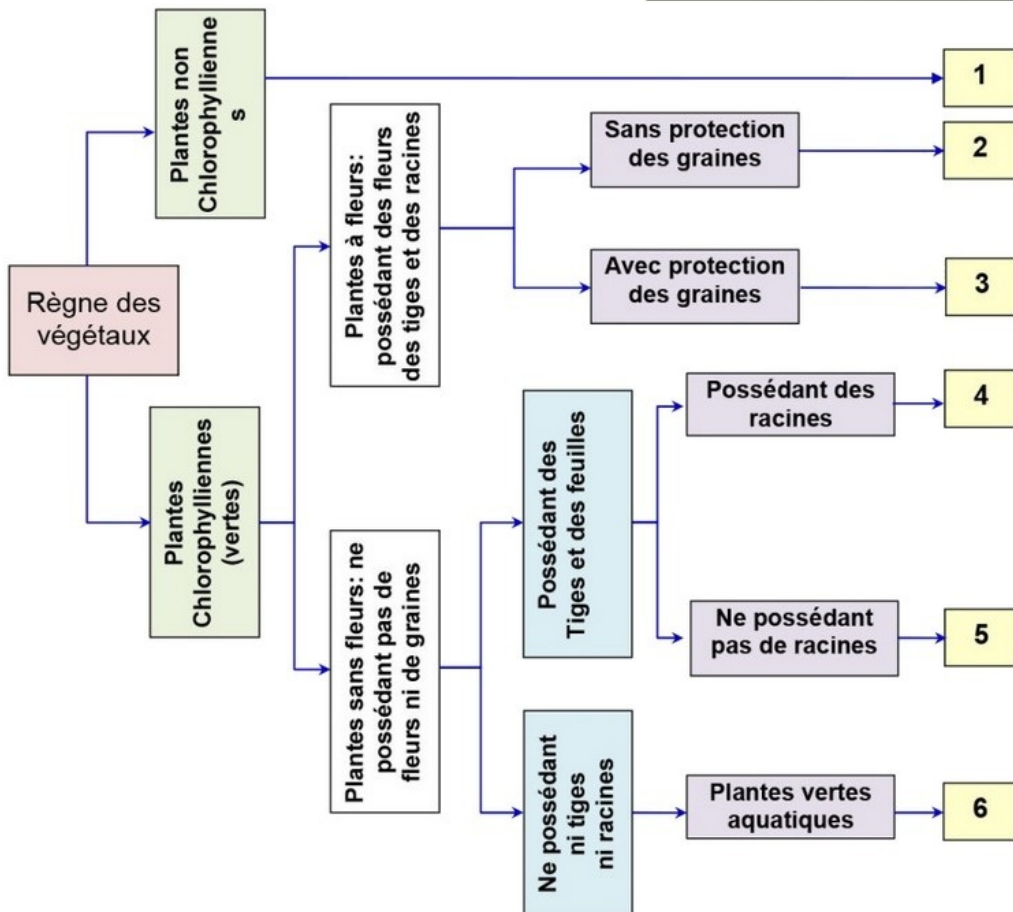 Règne des
végétaux
Plantes non
Chlorophyllienne
s
Plantes
Chlorophylliennes
(vertes)
Plantes à fleurs:
possédant des fleurs
des tiges et des racines
Plantes sans fleurs: ne
possédant pas de
fleurs ni de graines
Sans protection
des graines
Avec protection
des graines
Possédant des
Tiges et des feuilles
Ne possédant
ni tiges
ni racines
Possédant des
racines
Ne possédant
pas de racines
Plantes vertes
aquatiques
1
2
3
4
5
6